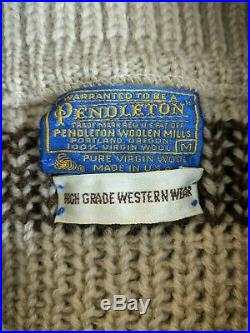 WARRANTED TO BE A
PENDLETON
TRADE MARK REG. U.S. PAT. OFF.
PENDLETON WOOLEN MILLS
PORTLAND, OREGON
100% VIRGIN WOOL M
PURE VIRGIN WOOL
MADE IN U.S.A.
HIGH GRADE WESTERN WEAR